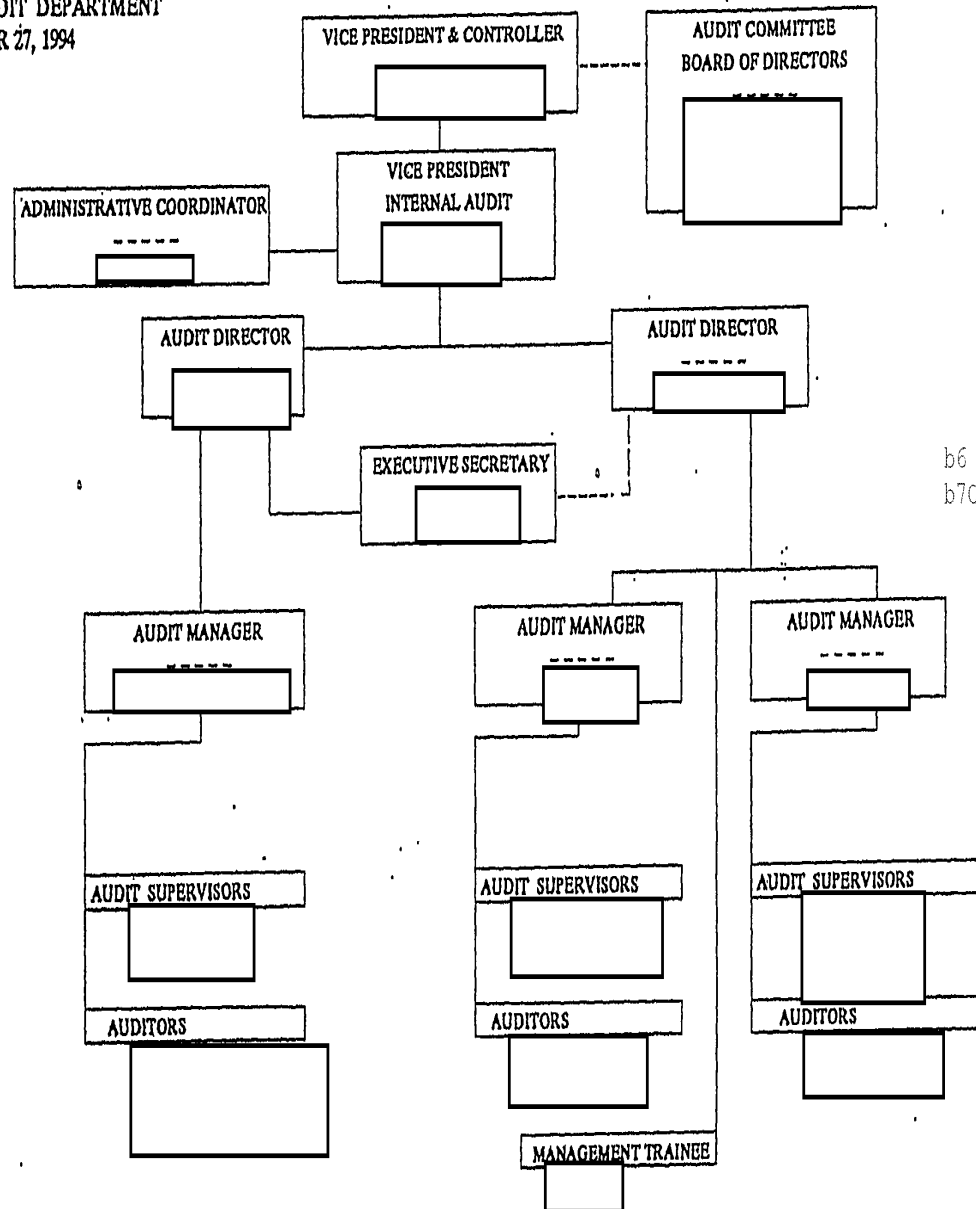 DEPARTMENT
27, 1994
VICE PRESIDENT & CONTROLLER
AUDIT COMMITTEE
BOARD OF DIRECTORS
VICE PRESIDENT
INTERNAL AUDIT
ADMINISTRATIVE COORDINATOR
AUDIT DIRECTOR
AUDIT DIRECTOR
EXECUTIVE SECRETARY
b6
b7C
AUDIT MANAGER
AUDIT MANAGER
AUDIT MANAGER
AUDIT SUPERVISORS
AUDIT SUPERVISORS
AUDIT SUPERVISORS
AUDITORS
AUDITORS
AUDITORS
MANAGEMENT TRAINEE